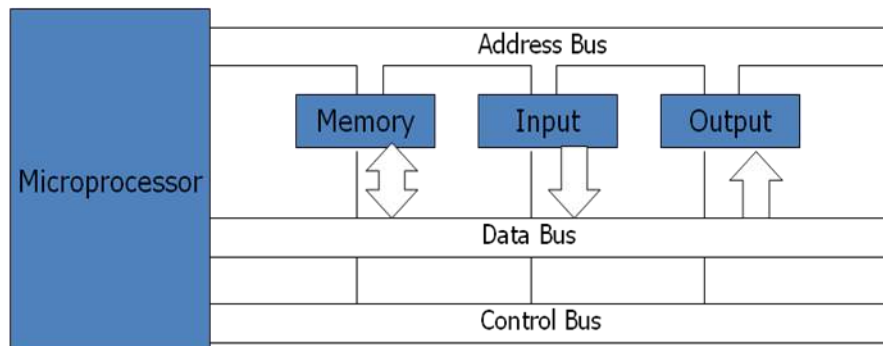 Address Bus
Memory
Input
Output
Microprocessor
Data Bus
Control Bus